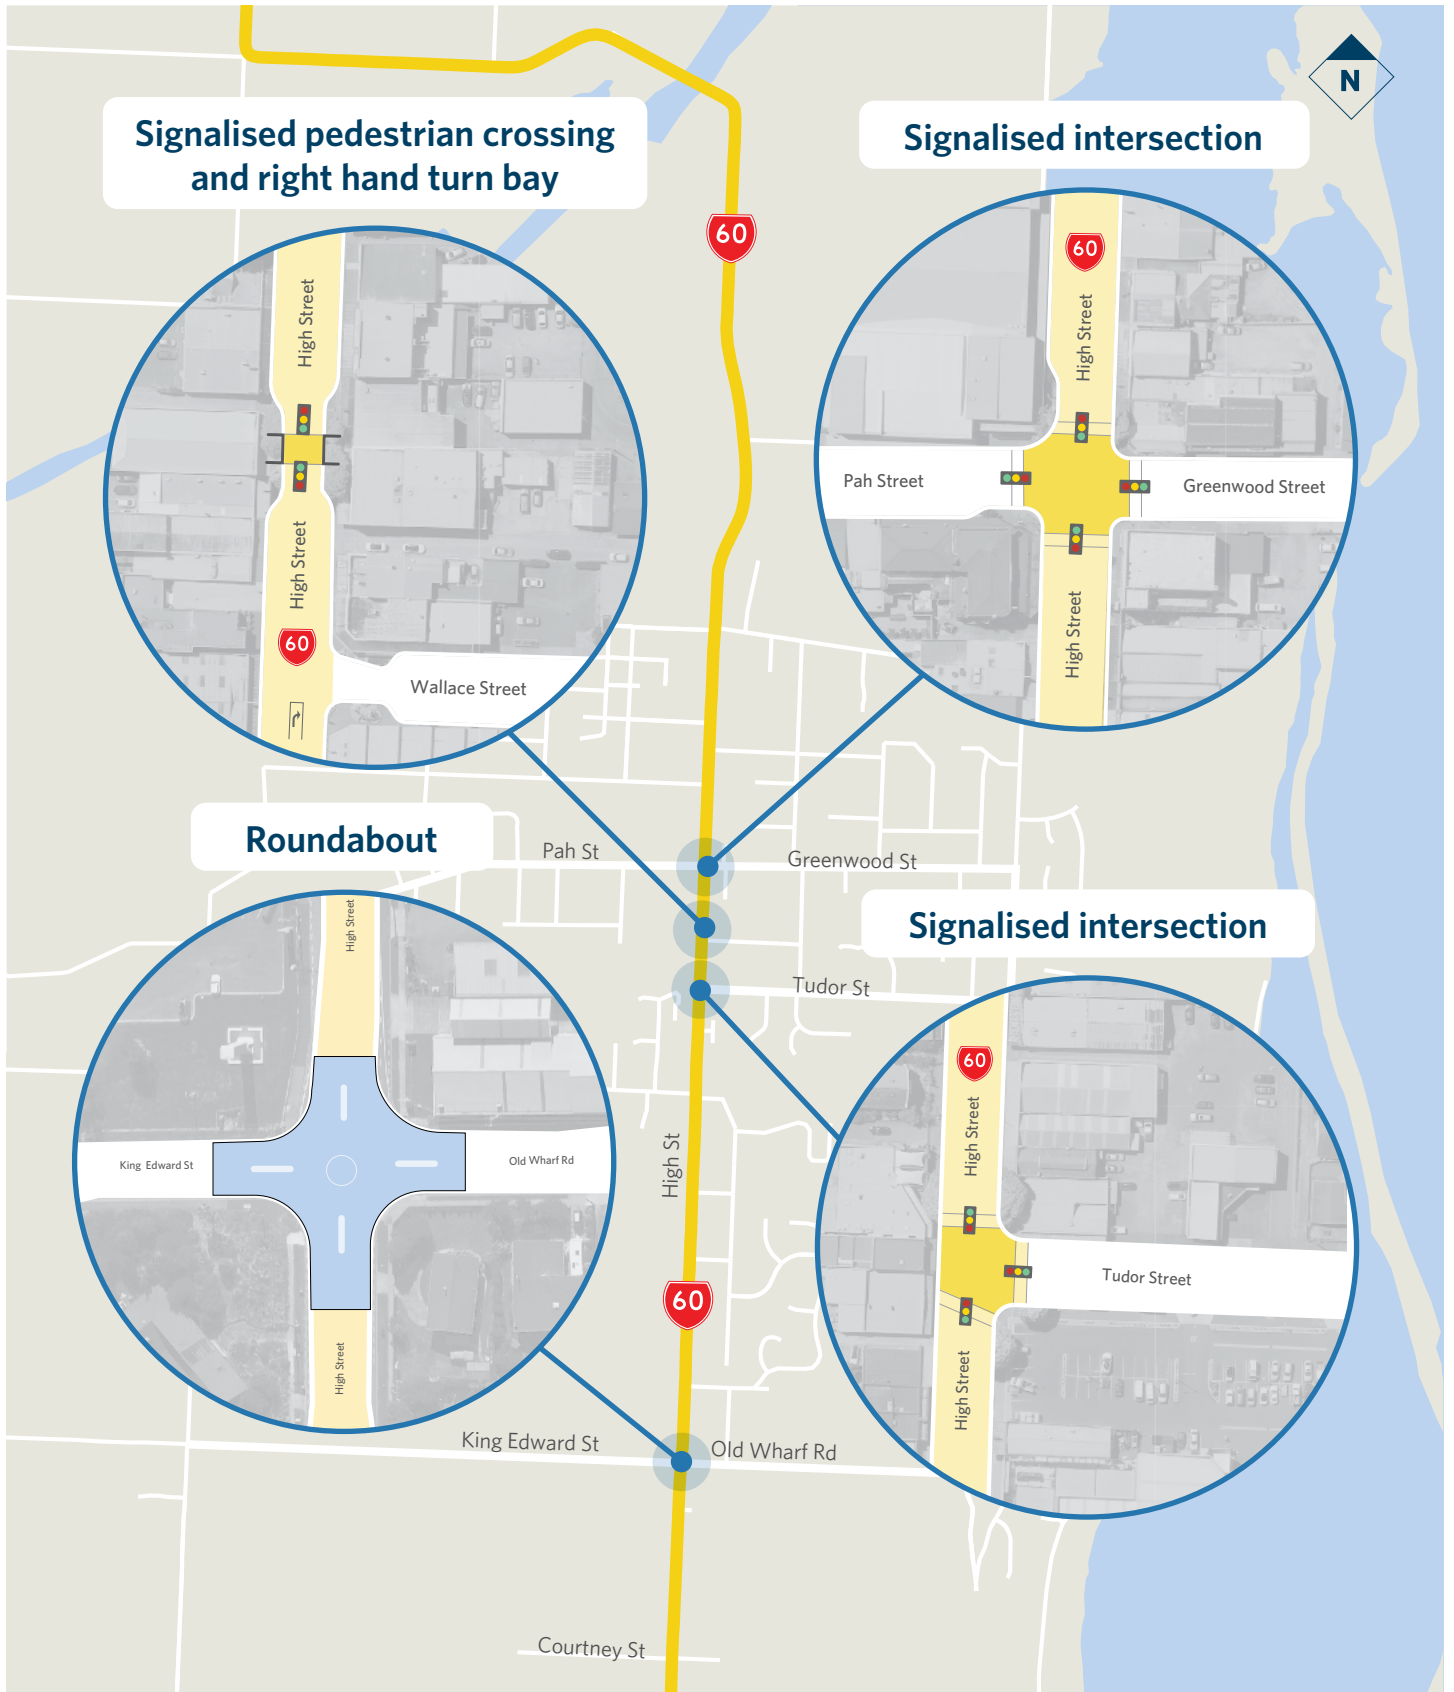 N
Signalised pedestrian crossing
and right hand turn bay
Signalised intersection
60
60
High Street
High Street
High Street
60
Wallace Street
Pah Street
Greenwood Street
High Street
Roundabout
Pah St
Greenwood St
Signalised intersection
Tudor St
High Street
King Edward St
Old Wharf Rd
High Street
High St
60
60
High Street
Tudor Street
High Street
King Edward St
Old Wharf Rd
Courtney St